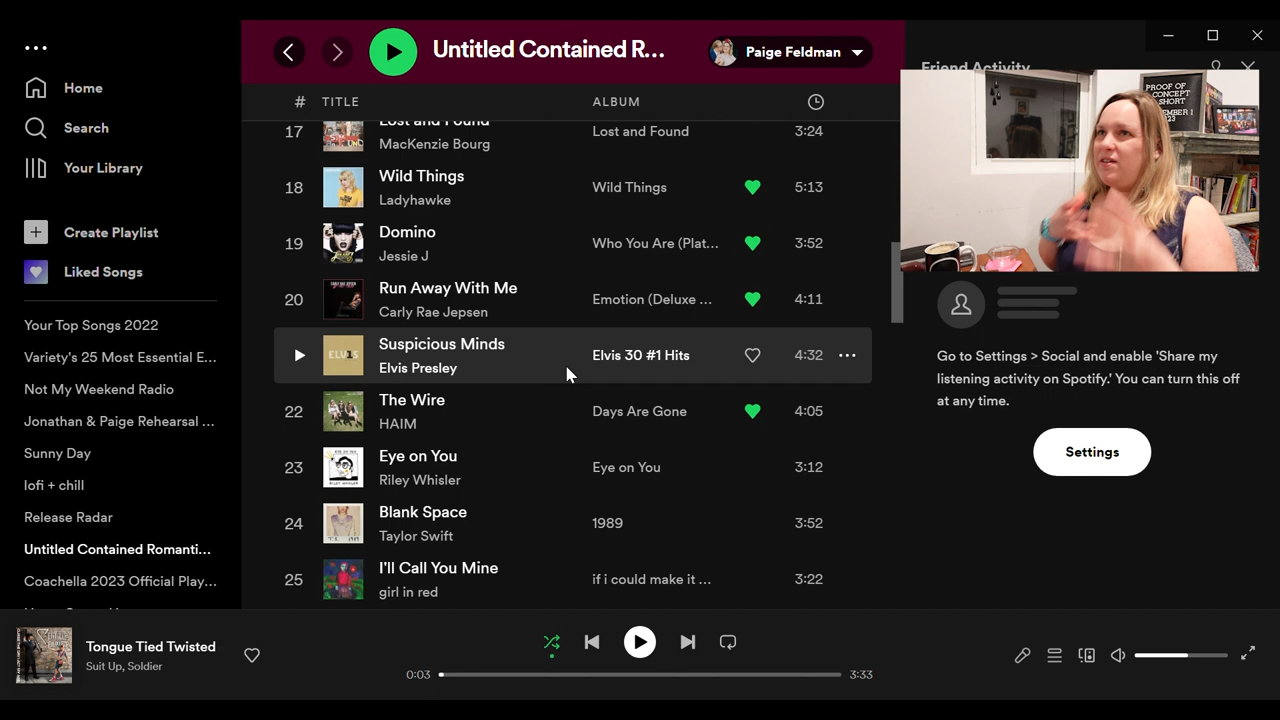 Home
Search
Your Library
Create Playlist
Liked Songs
Your Top Songs 2022
Variety's 25 Most Essential E...
Not My Weekend Radio
Jonathan & Paige Rehearsal ...
Sunny Day
lofi + chill
Release Radar
Untitled Contained Romanti...
Coachella 2023 Official Play...
Untitled Contained R...
Paige Feldman
# TITLE ALBUM
17 Lost and Found Lost and Found 3:24
MacKenzie Bourg
18 Wild Things Wild Things 5:13
Ladyhawke
19 Domino Who You Are (Plat... 3:52
Jessie J
20 Run Away With Me Emotion (Deluxe ... 4:11
Carly Rae Jepsen
Suspicious Minds Elvis 30 #1 Hits 4:32
Elvis Presley
22 The Wire Days Are Gone 4:05
HAIM
23 Eye on You Eye on You 3:12
Riley Whisler
24 Blank Space 1989 3:52
Taylor Swift
25 I'll Call You Mine if i could make it ... 3:22
girl in red
Friend Activity
PROOF OF
CONCEPT
SHORT
Go to Settings > Social and enable 'Share my
listening activity on Spotify.' You can turn this off
at any time.
Settings
Tongue Tied Twisted
Suit Up, Soldier
0:03 3:33